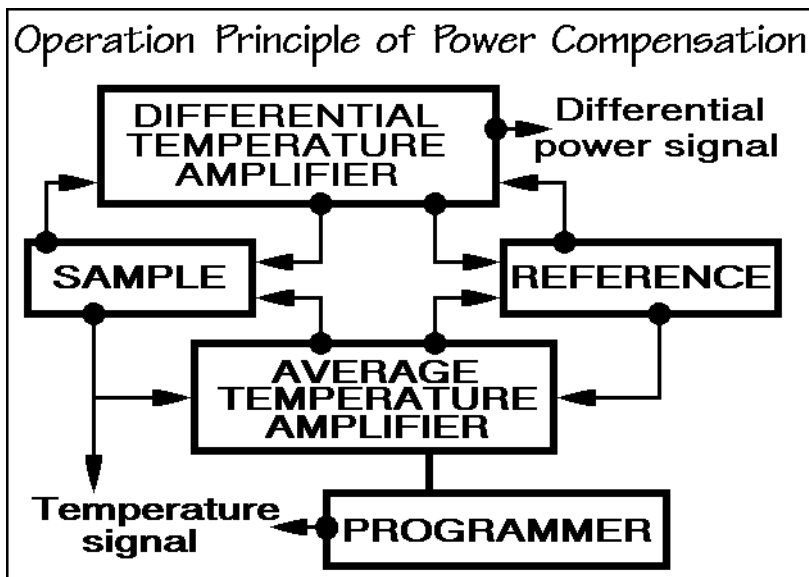 Operation Principle of Power Compensation
DIFFERENTIAL
TEMPERATURE
AMPLIFIER
Differential
power signal
SAMPLE
REFERENCE
AVERAGE
TEMPERATURE
AMPLIFIER
Temperature
signal
PROGRAMMER